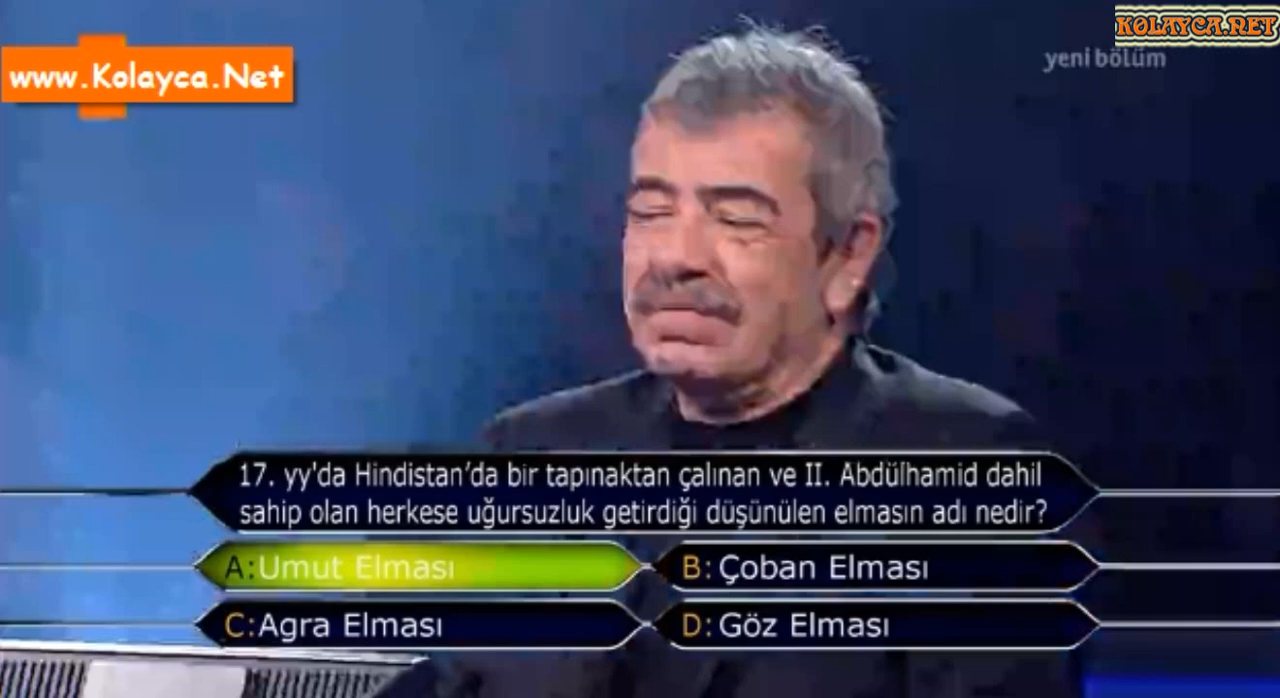 KOLAYCA.NET
www.Kolayca.Net
yeni bölüm
17. yy'da Hindistan'da bir tapınaktan çalınan ve II. Abdülhamid dahil
sahip olan herkese uğursuzluk getirdiği düşünülen elmasın adı nedir?
A:Umut Elması
B:Çoban Elması
C:Agra Elması
D:Göz Elması